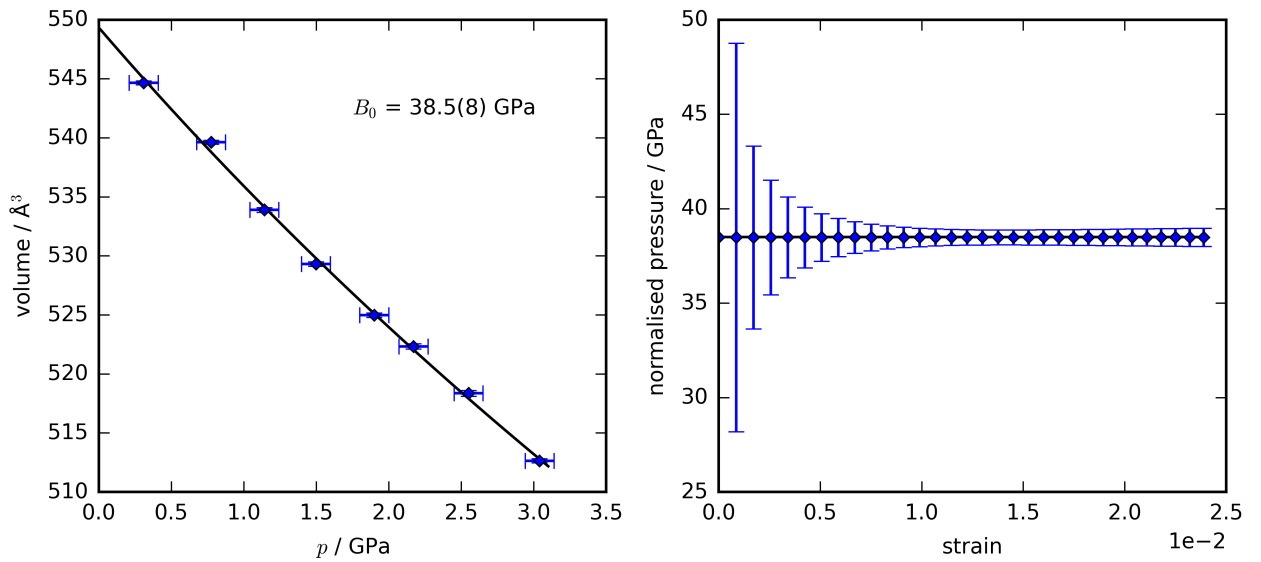 550
545
540
535
530
525
520
515
510
volume / Å³
B₀ = 38.5(8) GPa
0.0 0.5 1.0 1.5 2.0 2.5 3.0 3.5
p / GPa
50
45
40
35
30
25
normalised pressure / GPa
0.0 0.5 1.0 1.5 2.0 2.5
1e−2
strain